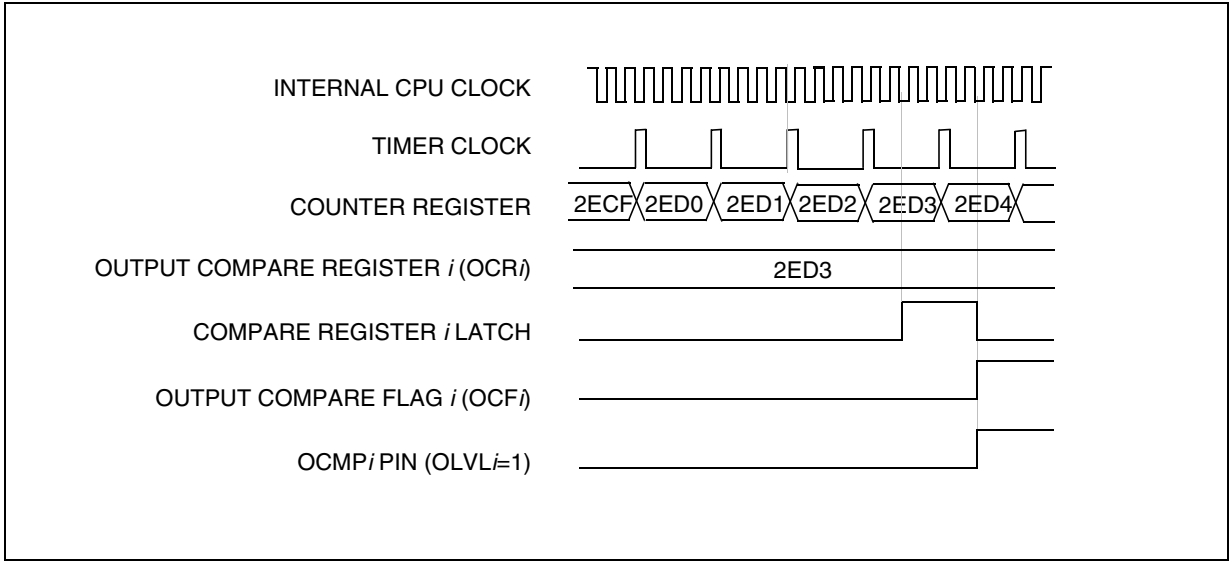 INTERNAL CPU CLOCK
TIMER CLOCK
COUNTER REGISTER 2ECF 2ED0 2ED1 2ED2 2ED3 2ED4
OUTPUT COMPARE REGISTER i (OCRi) 2ED3
COMPARE REGISTER i LATCH
OUTPUT COMPARE FLAG i (OCFi)
OCMPi PIN (OLVLi=1)